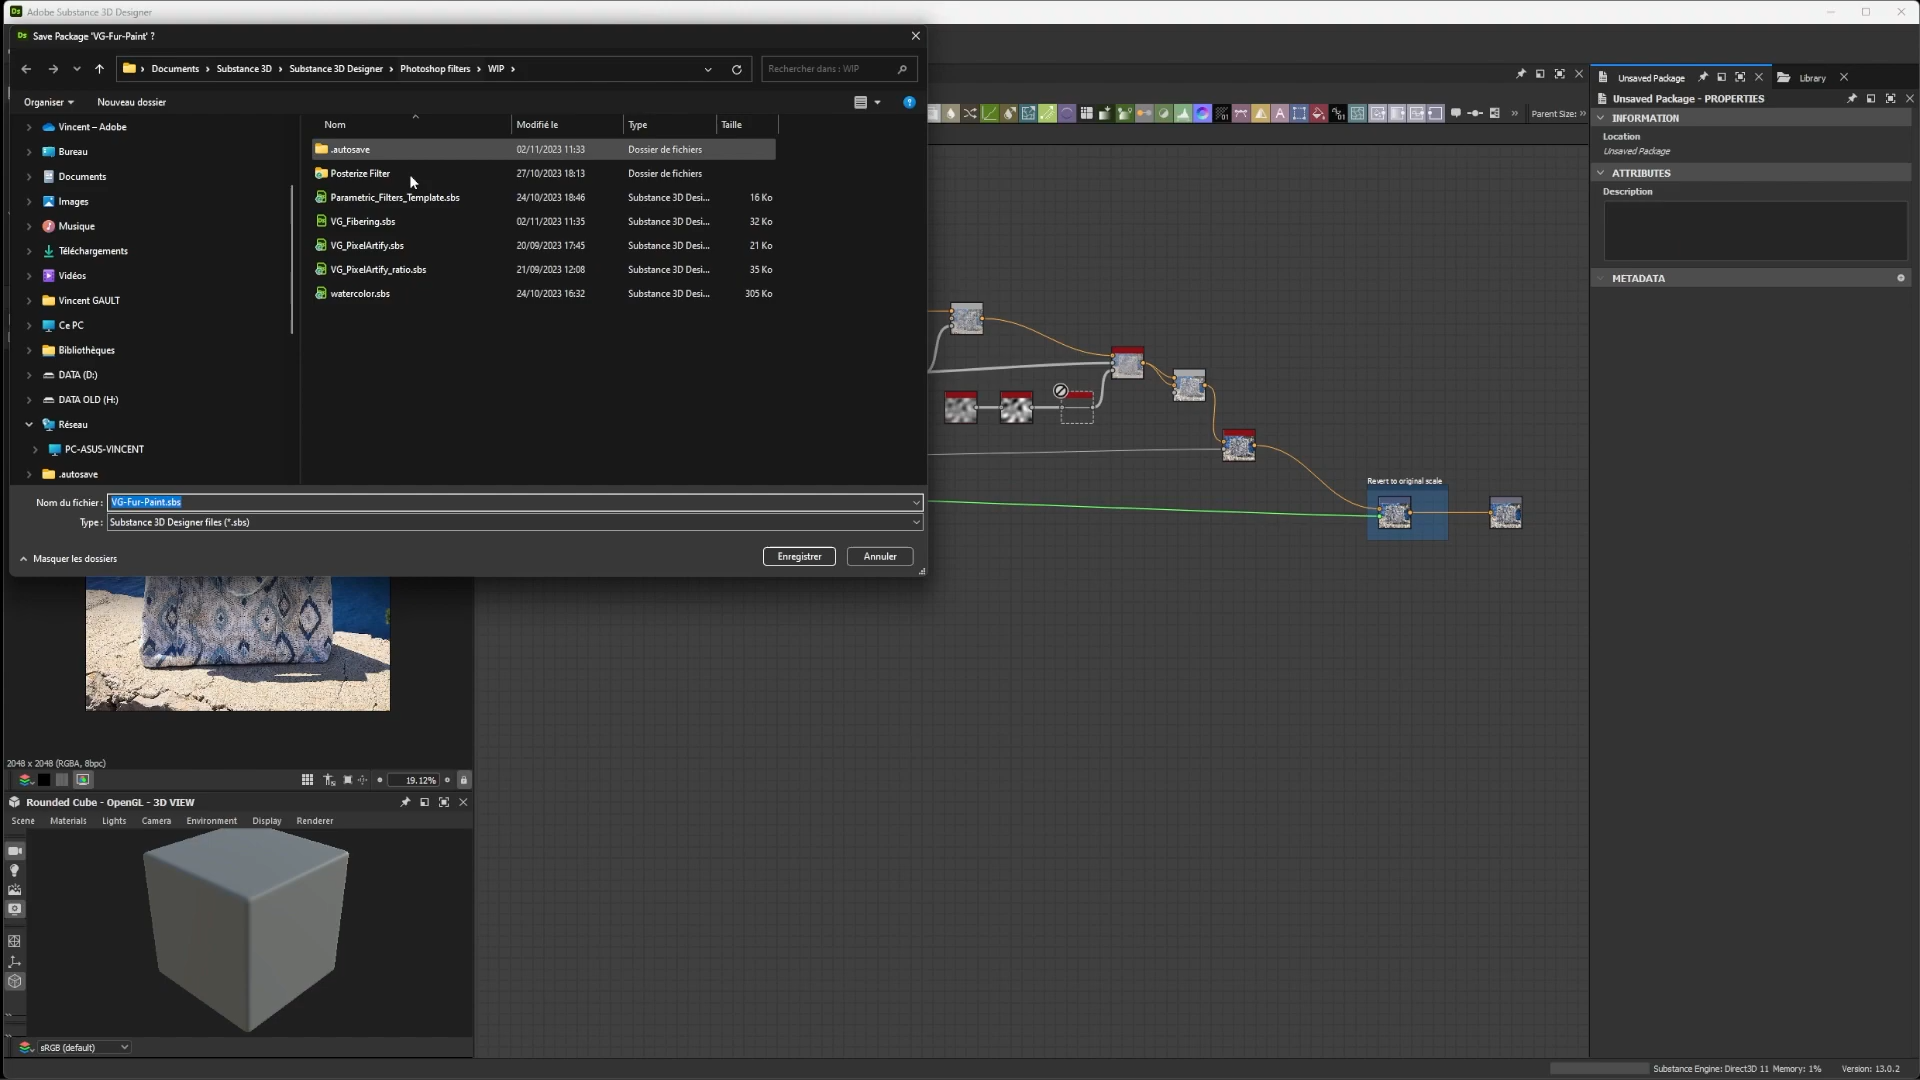 Adobe Substance 3D Designer
Save Package 'VG-Fur-Paint' ?
Documents
Substance 3D
Substance 3D Designer
Photoshop filters
WIP
Rechercher dans : WIP
Organiser
Nouveau dossier
Vincent – Adobe
Bureau
Documents
Images
Musique
Téléchargements
Vidéos
Vincent GAULT
Ce PC
Bibliothèques
DATA (D:)
DATA OLD (H:)
Réseau
PC-ASUS-VINCENT
.autosave
Nom Modifié le Type Taille
.autosave 02/11/2023 11:33 Dossier de fichiers
Posterize Filter 27/10/2023 18:13 Dossier de fichiers
Parametric_Filters_Template.sbs 24/10/2023 18:46 Substance 3D Desi... 16 Ko
VG_Fibering.sbs 02/11/2023 11:35 Substance 3D Desi... 32 Ko
VG_PixelArtify.sbs 20/09/2023 17:45 Substance 3D Desi... 21 Ko
VG_PixelArtify_ratio.sbs 21/09/2023 12:08 Substance 3D Desi... 35 Ko
watercolor.sbs 24/10/2023 16:32 Substance 3D Desi... 305 Ko
Nom du fichier : VG-Fur-Paint.sbs
Type : Substance 3D Designer files (*.sbs)
Masquer les dossiers
Enregistrer
Annuler
Parent Size:
Revert to original scale
Unsaved Package
Library
Unsaved Package - PROPERTIES
INFORMATION
Location
Unsaved Package
ATTRIBUTES
Description
METADATA
2048 x 2048 (RGBA, 8bpc)
19.12%
Rounded Cube - OpenGL - 3D VIEW
Scene Materials Lights Camera Environment Display Renderer
sRGB (default)
Substance Engine: Direct3D 11 Memory: 1% Version: 13.0.2